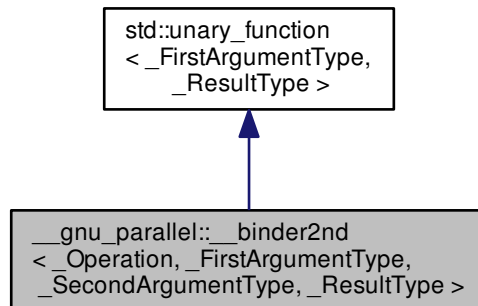 std::unary_function
< _FirstArgumentType,
_ResultType >
__gnu_parallel::__binder2nd
< _Operation, _FirstArgumentType,
_SecondArgumentType, _ResultType >